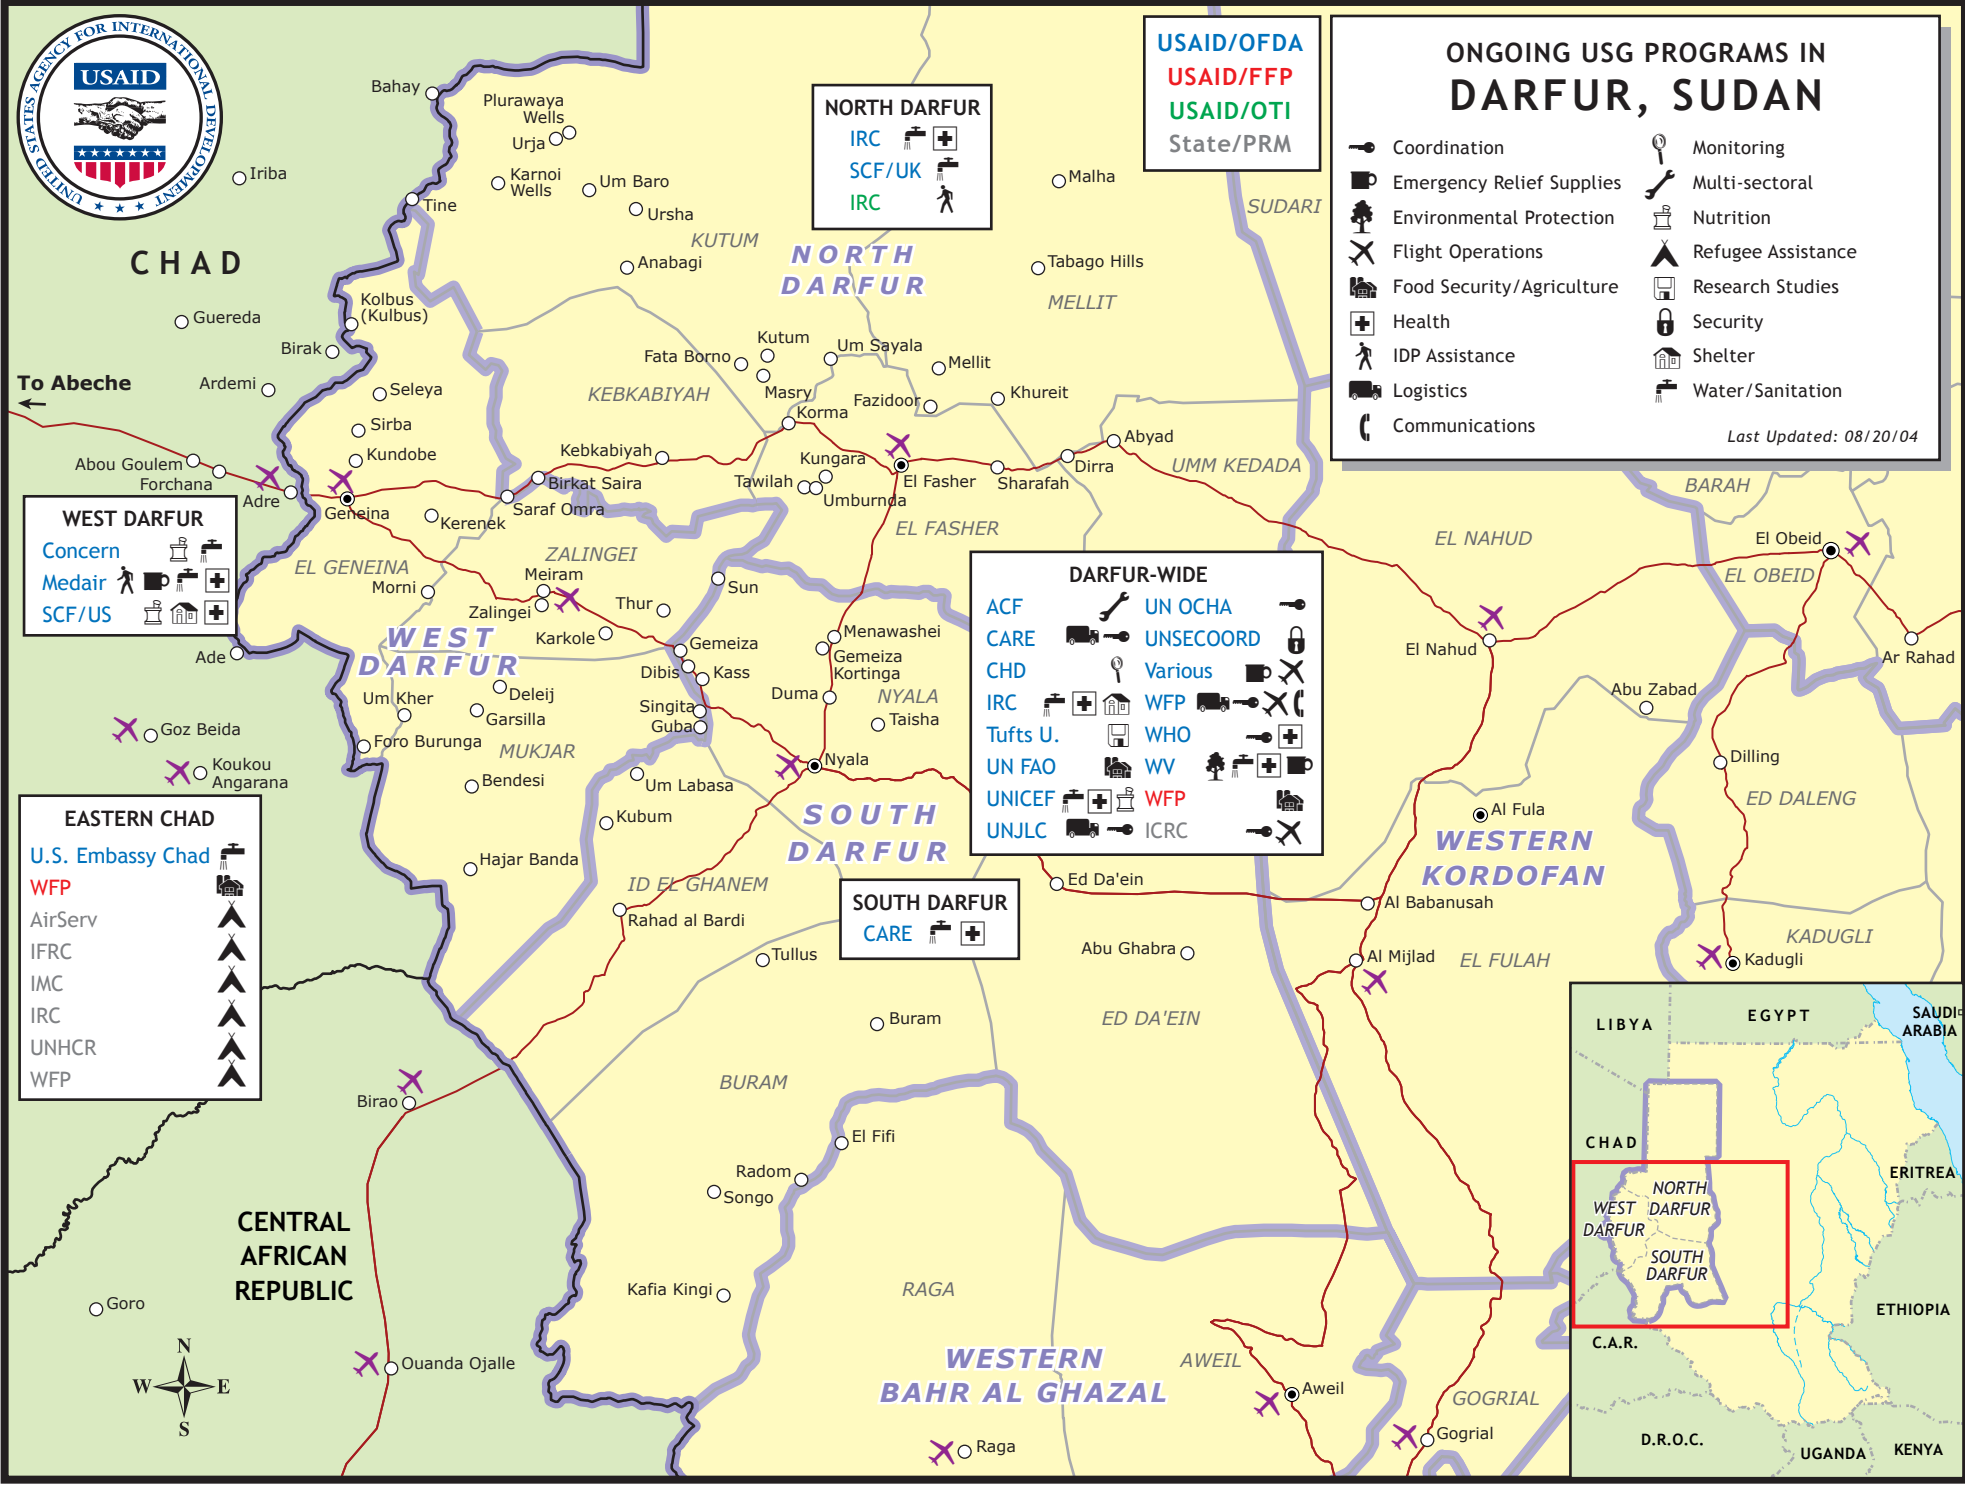 UNITED STATES AGENCY FOR INTERNATIONAL DEVELOPMENT
USAID
USAID/OFDA
USAID/FFP
USAID/OTI
State/PRM
ONGOING USG PROGRAMS IN
DARFUR, SUDAN
Coordination
Emergency Relief Supplies
Environmental Protection
Flight Operations
Food Security/Agriculture
Health
IDP Assistance
Logistics
Communications
Monitoring
Multi-sectoral
Nutrition
Refugee Assistance
Research Studies
Security
Shelter
Water/Sanitation
Last Updated: 08/20/04
NORTH DARFUR
IRC
SCF/UK
IRC
WEST DARFUR
Concern
Medair
SCF/US
DARFUR-WIDE
ACF
CARE
CHD
IRC
Tufts U.
UN FAO
UNICEF
UNJLC
UN OCHA
UNSECOORD
Various
WFP
WHO
WV
WFP
ICRC
SOUTH DARFUR
CARE
EASTERN CHAD
U.S. Embassy Chad
WFP
AirServ
IFRC
IMC
IRC
UNHCR
WFP
CHAD
To Abeche
Bahay
Iriba
Tine
Plurawaya
Wells
Urja
Karnoi
Wells
Um Baro
Ursha
KUTUM
Anabagi
NORTH
DARFUR
Malha
SUDARI
Tabago Hills
MELLIT
Guereda
Kolbus
(Kulbus)
Birak
Ardemi
Seleya
Sirba
Kundobe
Abou Goulem
Forchana
Adre
Geneina
Kerenek
EL GENEINA
Morni
Fata Borno
Kutum
Masry
Um Sayala
Mellit
KEBKABIYAH
Korma
Fazidoor
Khureit
Kebkabiyah
Birkat Saira
Saraf Omra
Kungara
Tawilah
Umburnda
El Fasher
Sharafah
Dirra
Abyad
UMM KEDADA
EL FASHER
ZALINGEI
Meiram
Zalingei
Thur
Sun
Karkole
WEST
DARFUR
Ade
Gemeiza
Dibis
Kass
Menawashei
Gemeiza
Kortinga
Duma
NYALA
Taisha
Singita
Guba
Nyala
Um Kher
Deleij
Garsilla
Foro Burunga
MUKJAR
Bendesi
Um Labasa
Kubum
Hajar Banda
Goz Beida
Koukou
Angarana
SOUTH
DARFUR
ID EL GHANEM
Rahad al Bardi
Tullus
Buram
BURAM
Ed Da'ein
Abu Ghabra
ED DA'EIN
El Fifi
Radom
Songo
Kafia Kingi
BARAH
EL NAHUD
El Obeid
EL OBEID
El Nahud
Ar Rahad
Abu Zabad
Dilling
ED DALENG
Al Fula
WESTERN
KORDOFAN
Al Babanusah
Al Mijlad
EL FULAH
KADUGLI
Kadugli
Birao
CENTRAL
AFRICAN
REPUBLIC
Goro
Ouanda Ojalle
N
W
E
S
RAGA
WESTERN
BAHR AL GHAZAL
Raga
AWEIL
Aweil
GOGRIAL
Gogrial
LIBYA
EGYPT
SAUDI
ARABIA
CHAD
ERITREA
NORTH
DARFUR
WEST
DARFUR
SOUTH
DARFUR
ETHIOPIA
C.A.R.
D.R.O.C.
UGANDA
KENYA